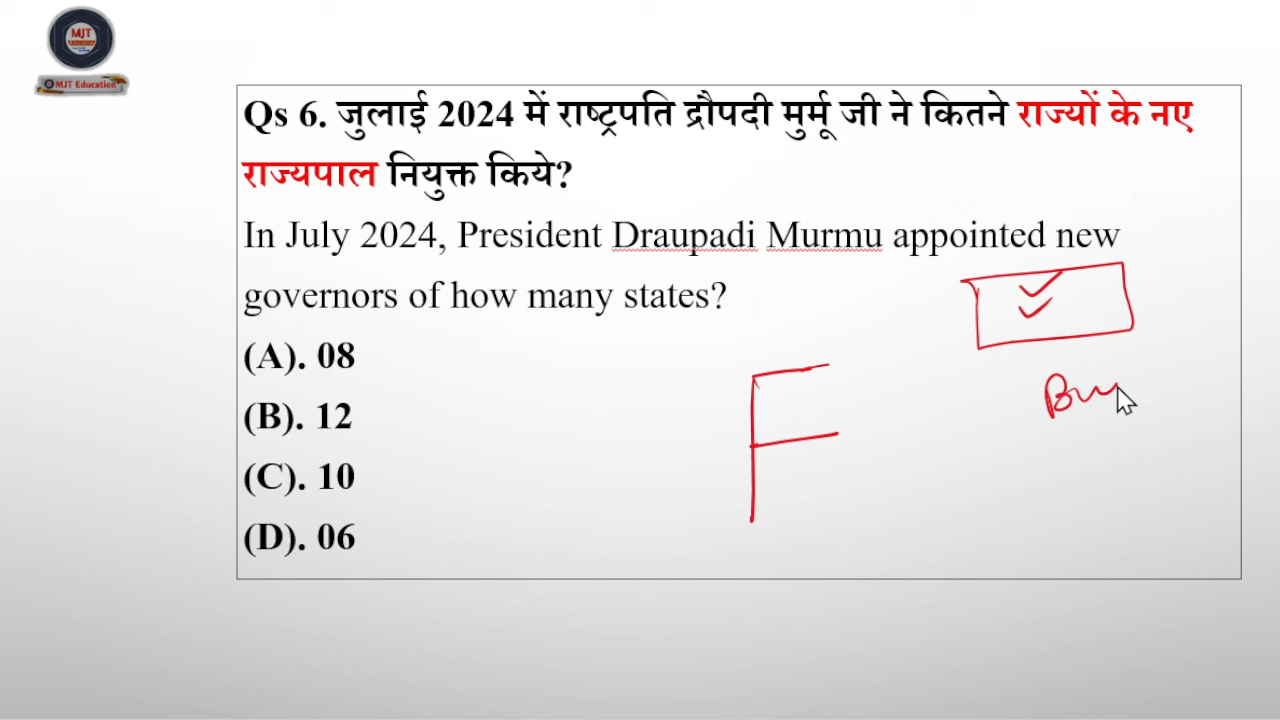 MJT
MJT Education
Qs 6. जुलाई 2024 में राष्ट्रपति द्रौपदी मुर्मू जी ने कितने राज्यों के नए
राज्यपाल नियुक्त किये?
In July 2024, President Draupadi Murmu appointed new
governors of how many states?
(A). 08
(B). 12
(C). 10
(D). 06
F